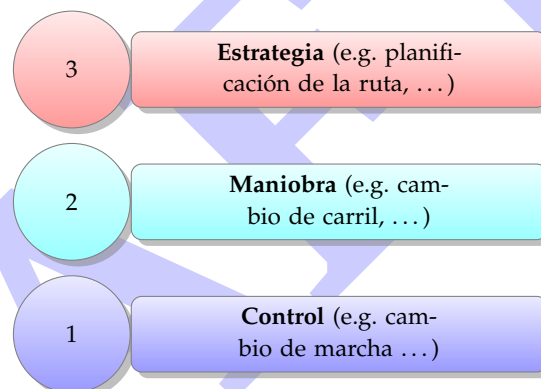 3
Estrategia (e.g. planifi-
cación de la ruta, ...)
2
Maniobra (e.g. cam-
bio de carril, ...)
1
Control (e.g. cam-
bio de marcha ...)